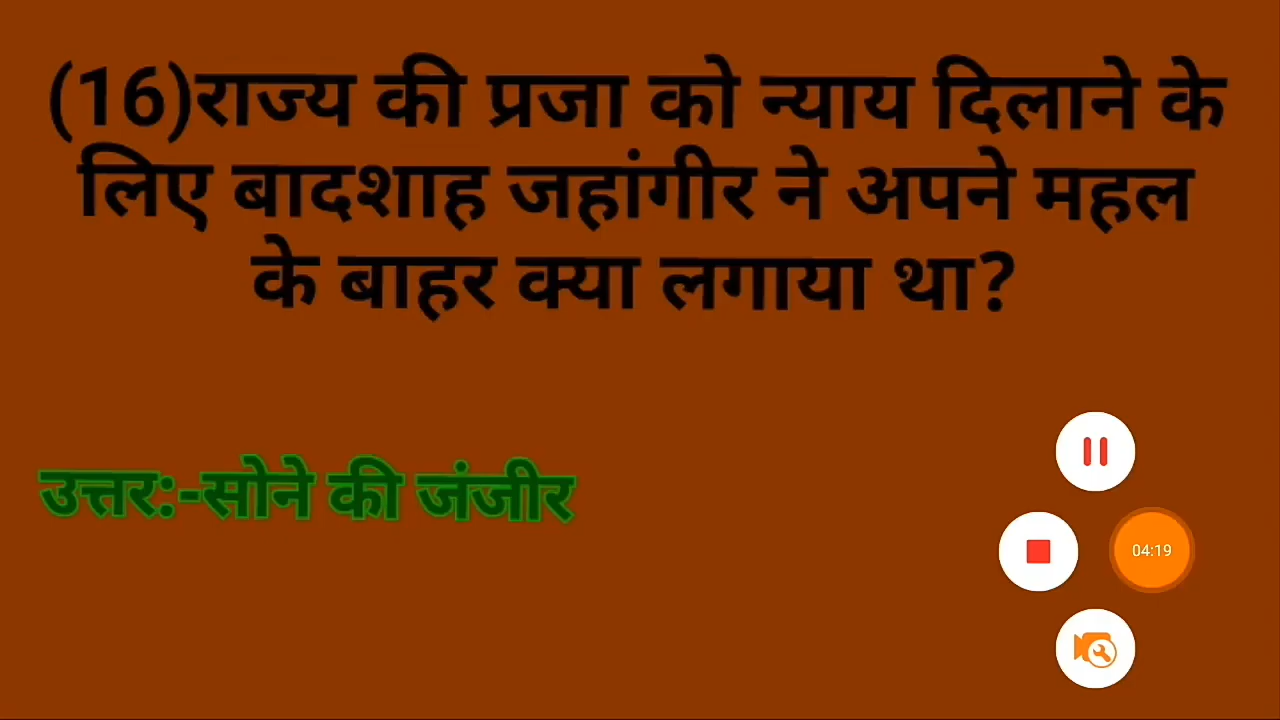 (16)राज्य की प्रजा को न्याय दिलाने के
लिए बादशाह जहांगीर ने अपने महल
के बाहर क्या लगाया था?
उत्तर:-सोने की जंजीर
04:19